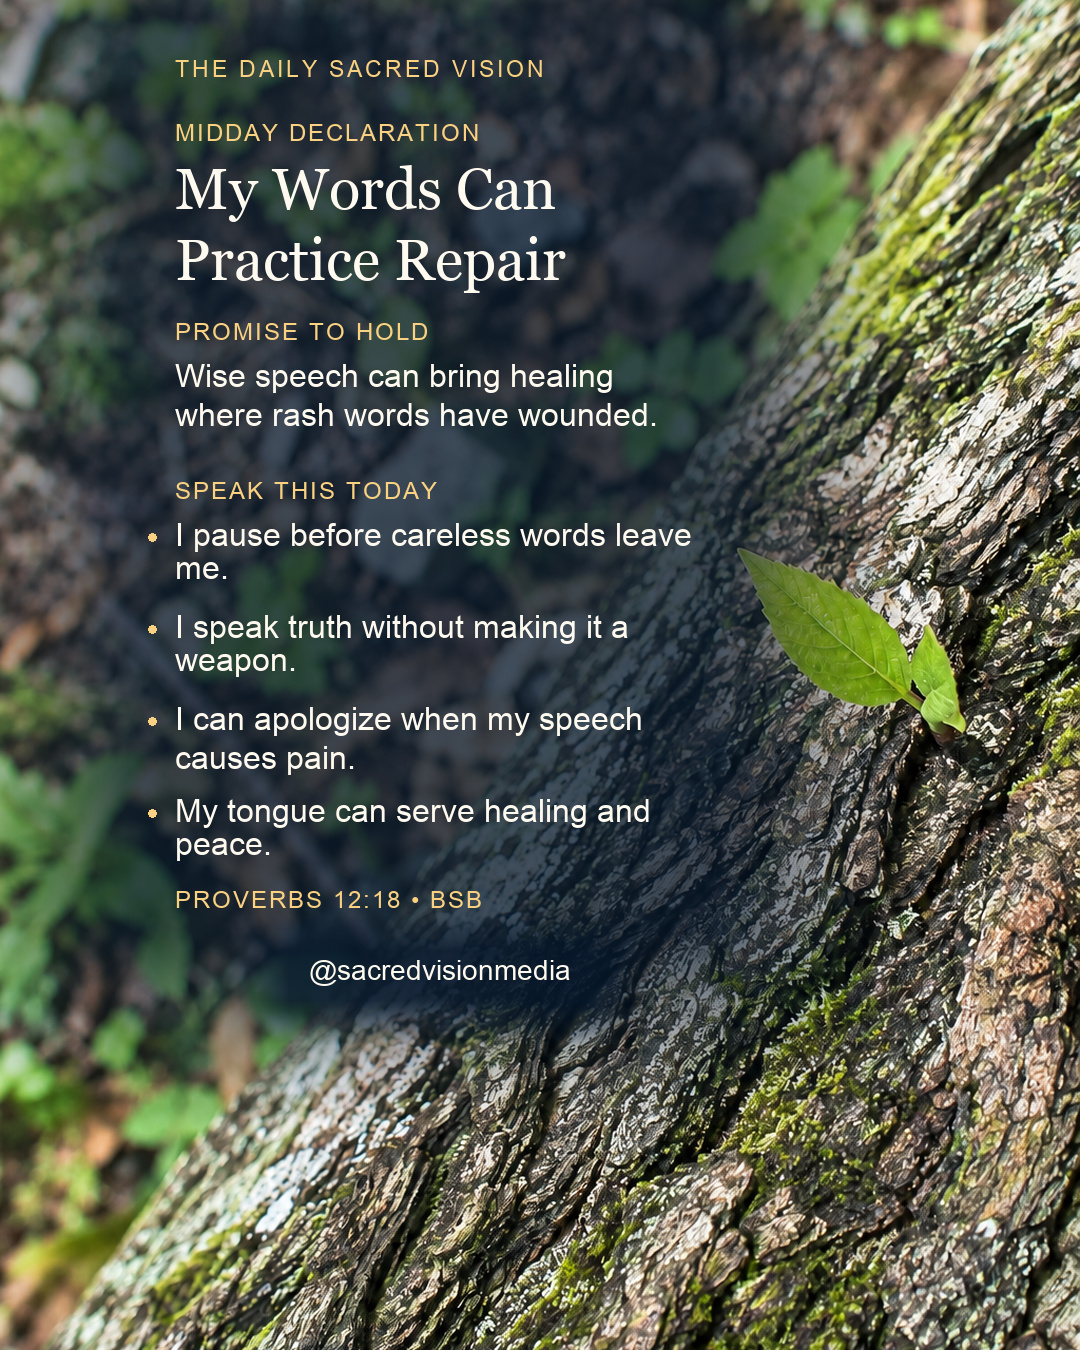 THE DAILY SACRED VISION
MIDDAY DECLARATION
My Words Can
Practice Repair
PROMISE TO HOLD
Wise speech can bring healing
where rash words have wounded.
SPEAK THIS TODAY
• I pause before careless words leave
me.
• I speak truth without making it a
weapon.
• I can apologize when my speech
causes pain.
• My tongue can serve healing and
peace.
PROVERBS 12:18 • BSB
@sacredvisionmedia